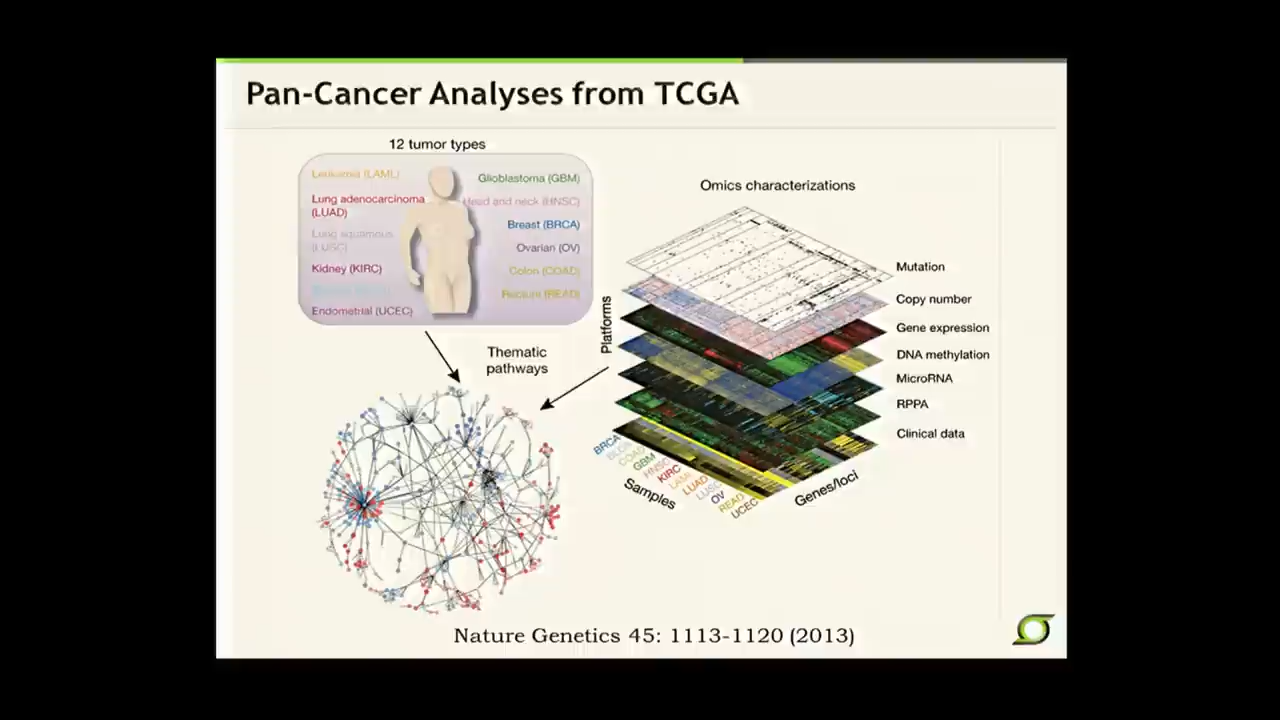 Pan-Cancer Analyses from TCGA
12 tumor types
Leukemia (LAML)
Lung adenocarcinoma
(LUAD)
Lung squamous
(LUSC)
Kidney (KIRC)
Endometrial (UCEC)
Glioblastoma (GBM)
Head and neck (HNSC)
Breast (BRCA)
Ovarian (OV)
Colon (COAD)
Rectum (READ)
Thematic
pathways
Omics characterizations
Platforms
Mutation
Copy number
Gene expression
DNA methylation
MicroRNA
RPPA
Clinical data
BRCA
BLCA
COAD
GBM
HNSC
KIRC
LAML
LUAD
LUSC
OV
READ
UCEC
Samples
Genes/loci
Nature Genetics 45: 1113-1120 (2013)